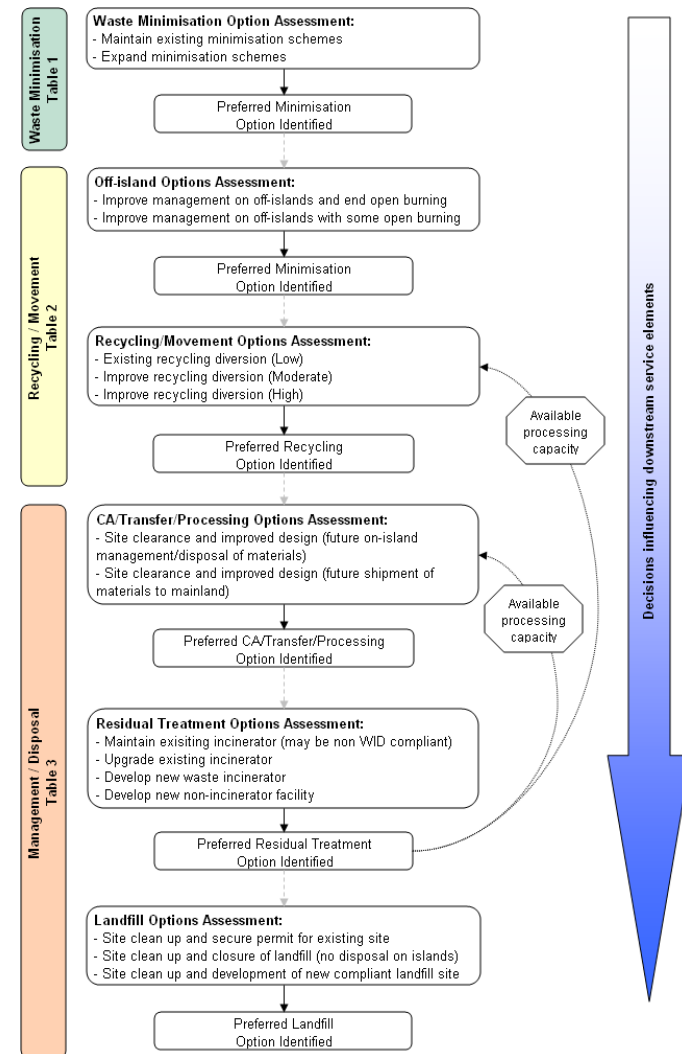 Waste Minimisation
Table 1
Waste Minimisation Option Assessment:
- Maintain existing minimisation schemes
- Expand minimisation schemes
Preferred Minimisation
Option Identified
Recycling / Movement
Table 2
Off-island Options Assessment:
- Improve management on off-islands and end open burning
- Improve management on off-islands with some open burning
Preferred Minimisation
Option Identified
Recycling/Movement Options Assessment:
- Existing recycling diversion (Low)
- Improve recycling diversion (Moderate)
- Improve recycling diversion (High)
Preferred Recycling
Option Identified
Available
processing
capacity
Management / Disposal
Table 3
CA/Transfer/Processing Options Assessment:
- Site clearance and improved design (future on-island
management/disposal of materials)
- Site clearance and improved design (future shipment of
materials to mainland)
Preferred CA/Transfer/Processing
Option Identified
Available
processing
capacity
Residual Treatment Options Assessment:
- Maintain exisiting incinerator (may be non WID compliant)
- Upgrade existing incinerator
- Develop new waste incinerator
- Develop new non-incinerator facility
Preferred Residual Treatment
Option Identified
Landfill Options Assessment:
- Site clean up and secure permit for existing site
- Site clean up and closure of landfill (no disposal on islands)
- Site clean up and development of new compliant landfill site
Preferred Landfill
Option Identified
Decisions influencing downstream service elements